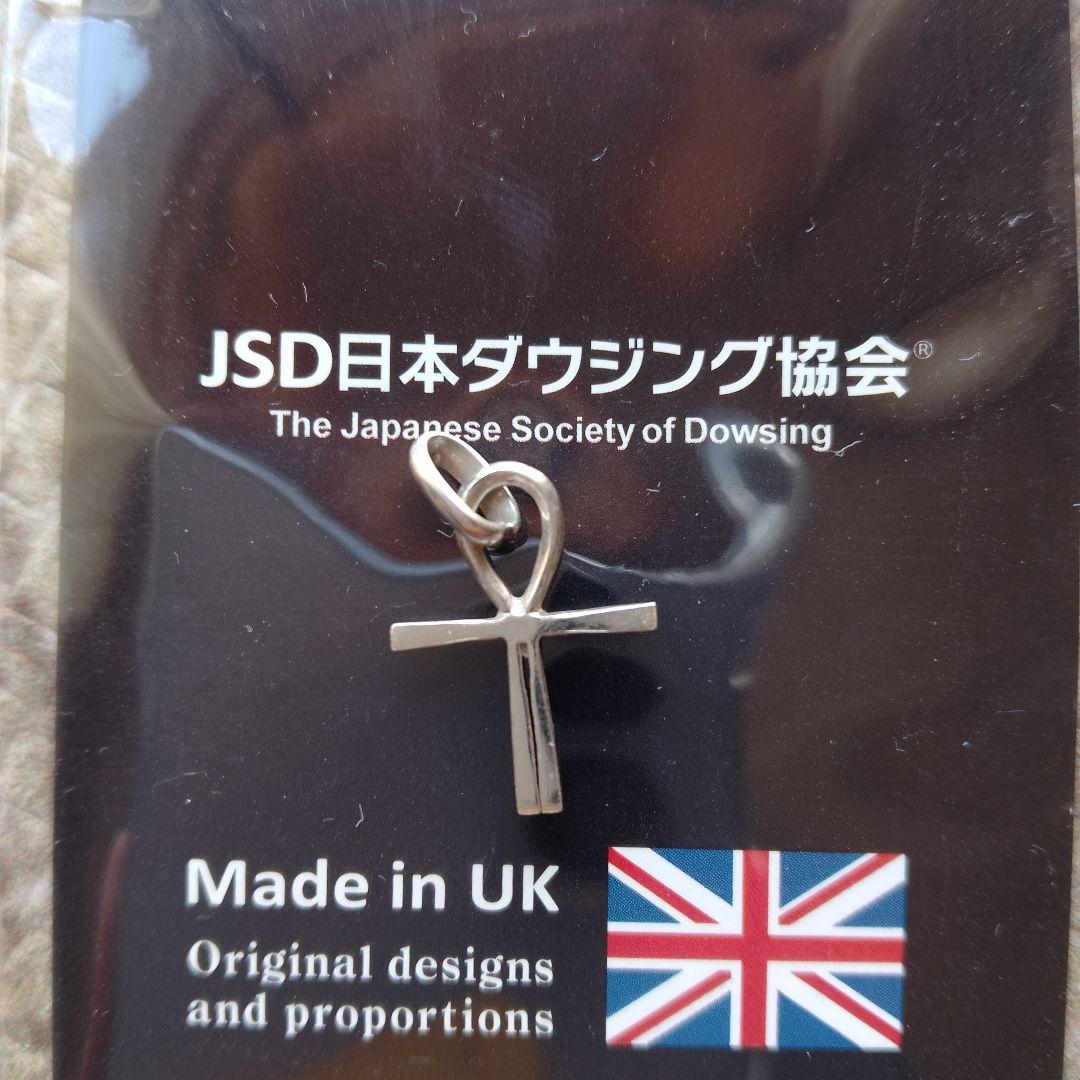 JSD日本ダウジング協会®
The Japanese Society of Dowsing
Made in UK
Original designs
and proportions